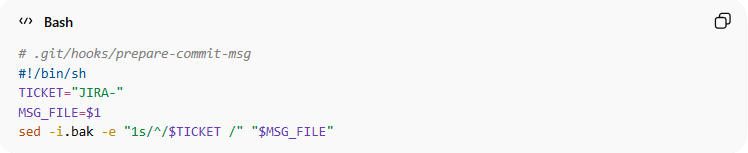 Bash
# .git/hooks/prepare-commit-msg
#!/bin/sh
TICKET="JIRA-"
MSG_FILE=$1
sed -i.bak -e "1s/^/$TICKET /" "$MSG_FILE"